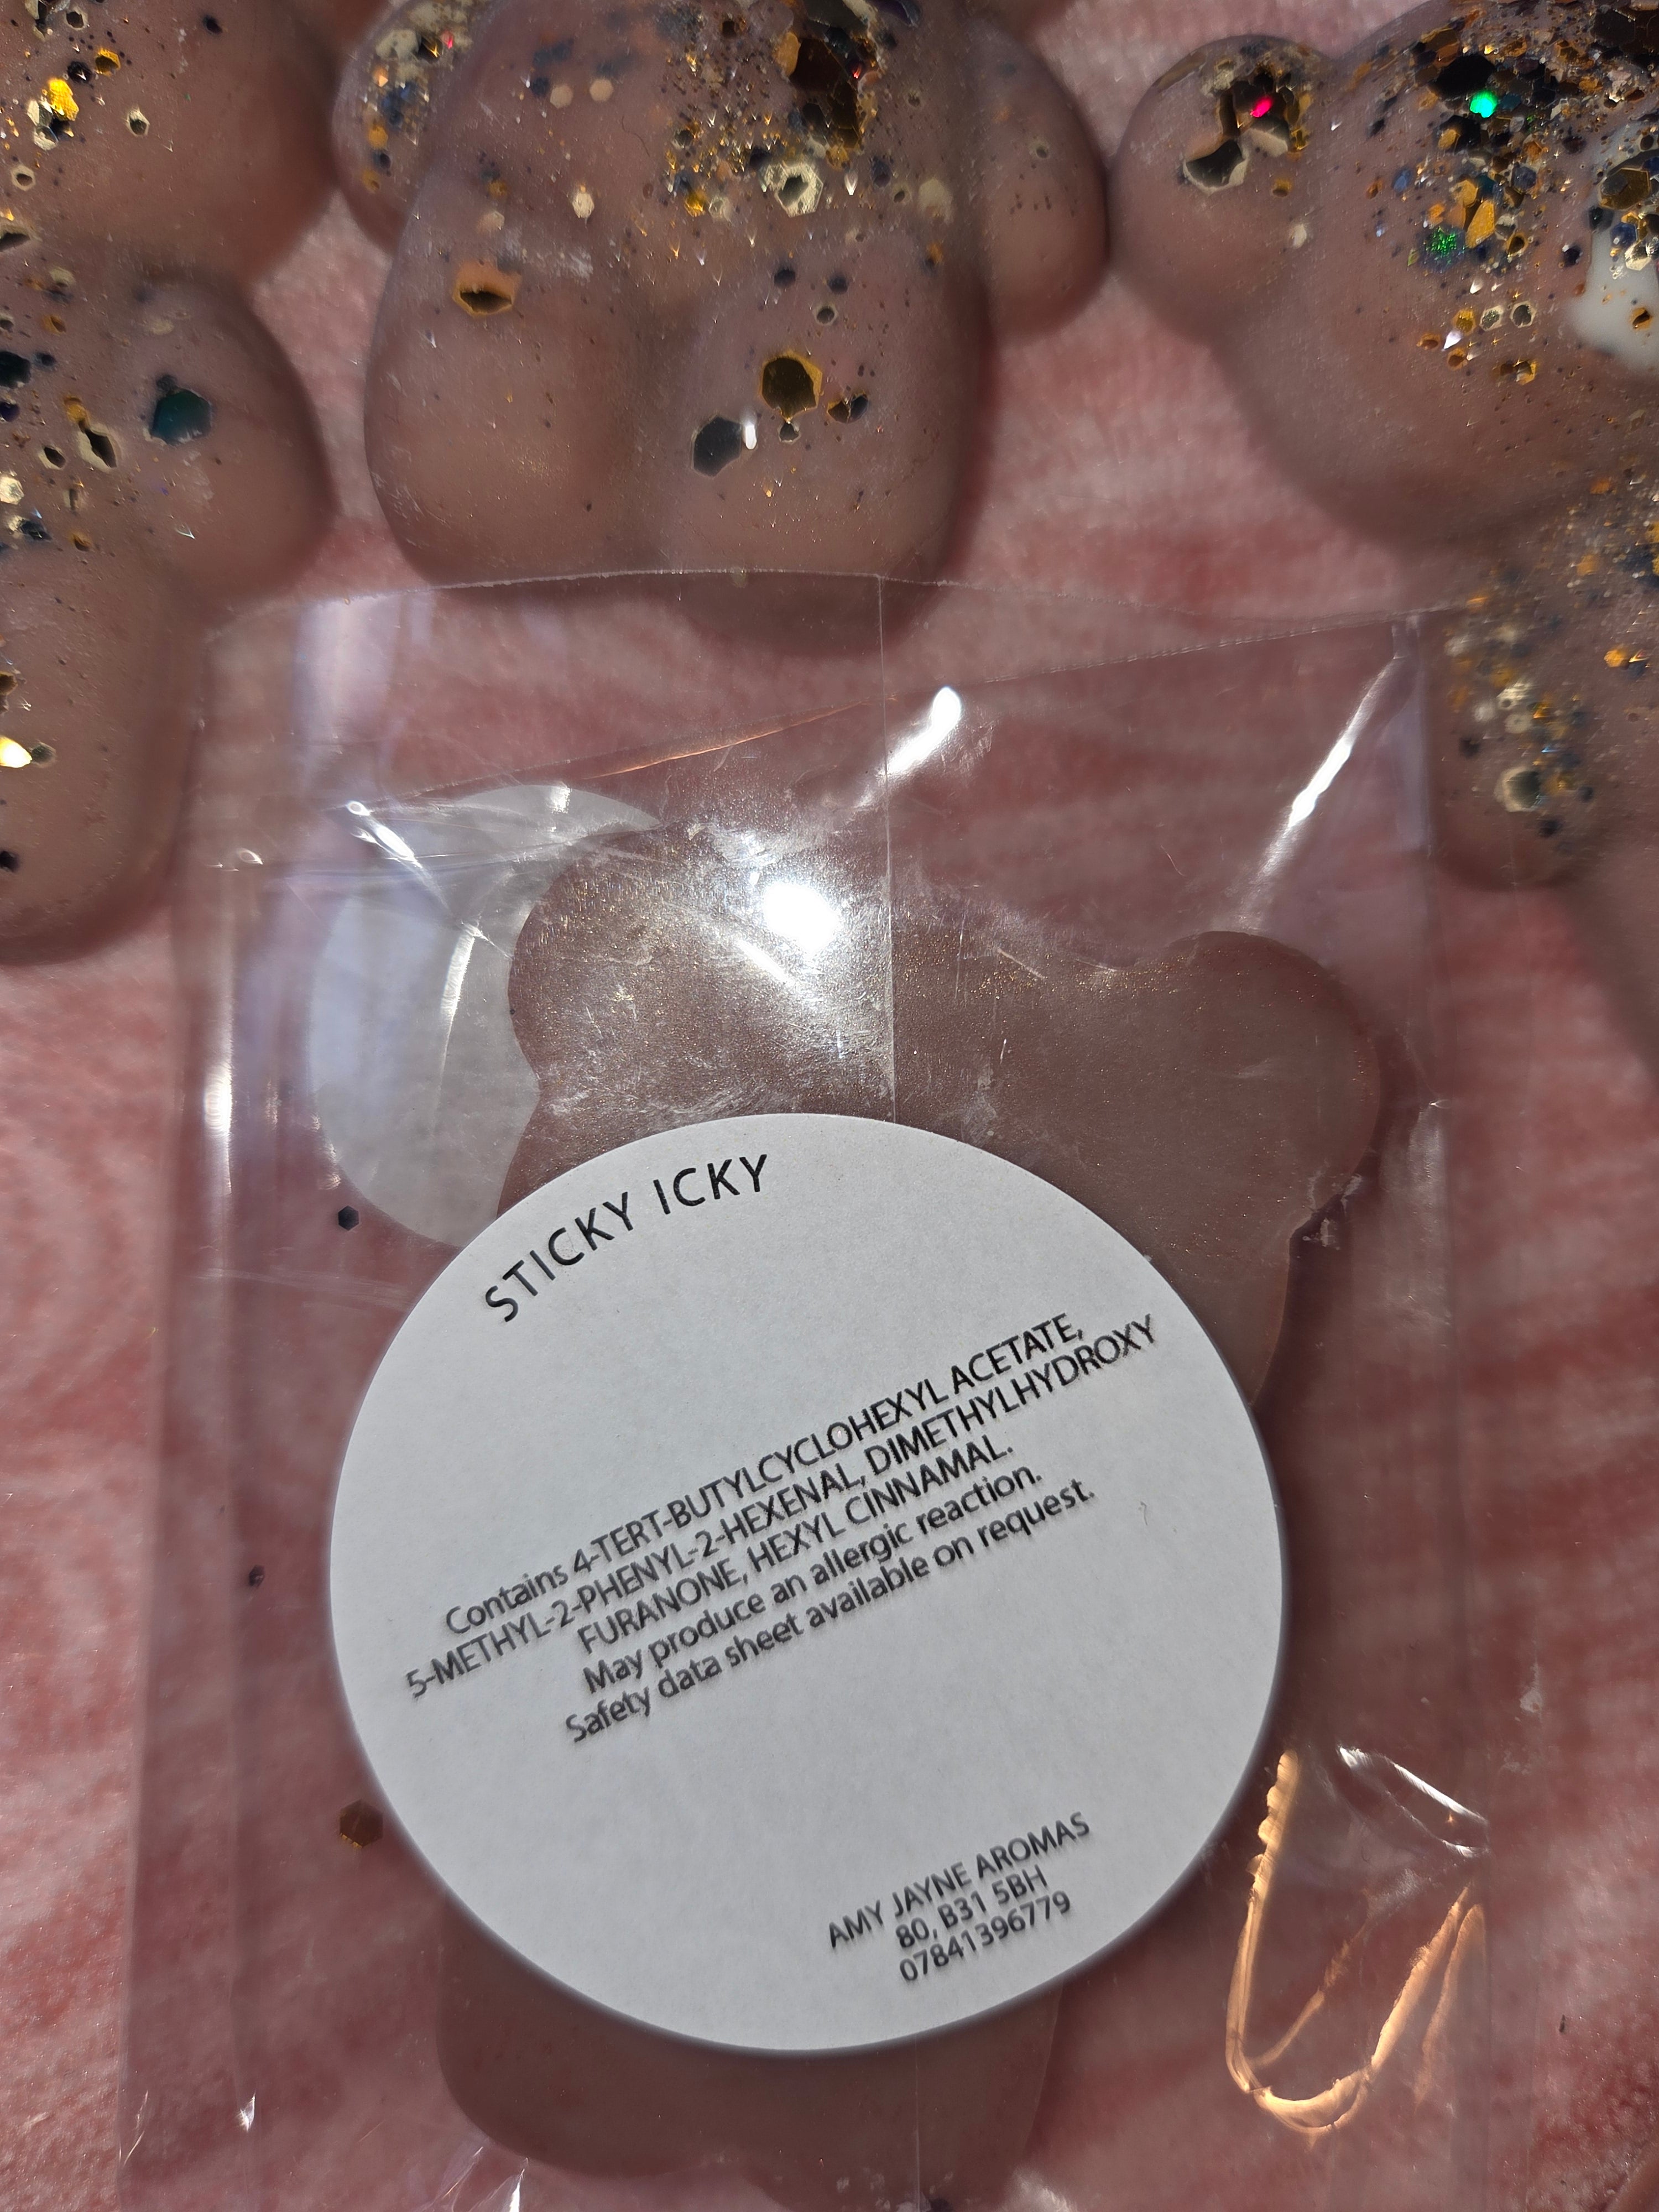 STICKY ICKY
Contains 4-TERT-BUTYLCYCLOHEXYL ACETATE,
5-METHYL-2-PHENYL-2-HEXENAL, DIMETHYLHYDROXY
FURANONE, HEXYL CINNAMAL.
May produce an allergic reaction.
Safety data sheet available on request.
AMY JAYNE AROMAS
80, B31 5BH
07841396779